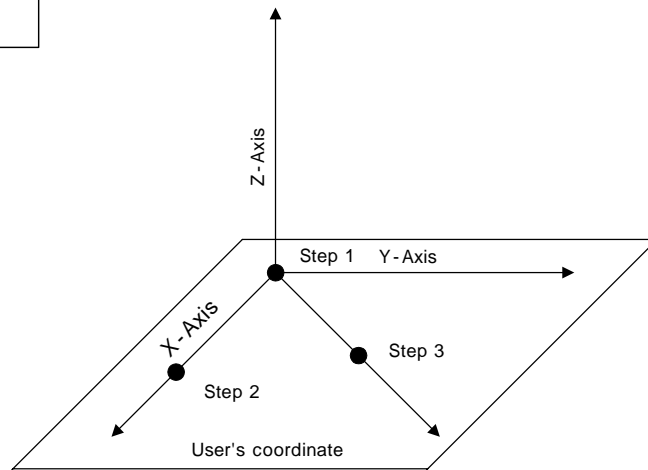 Z-Axis
Step 1
Y-Axis
X-Axis
Step 3
Step 2
User's coordinate